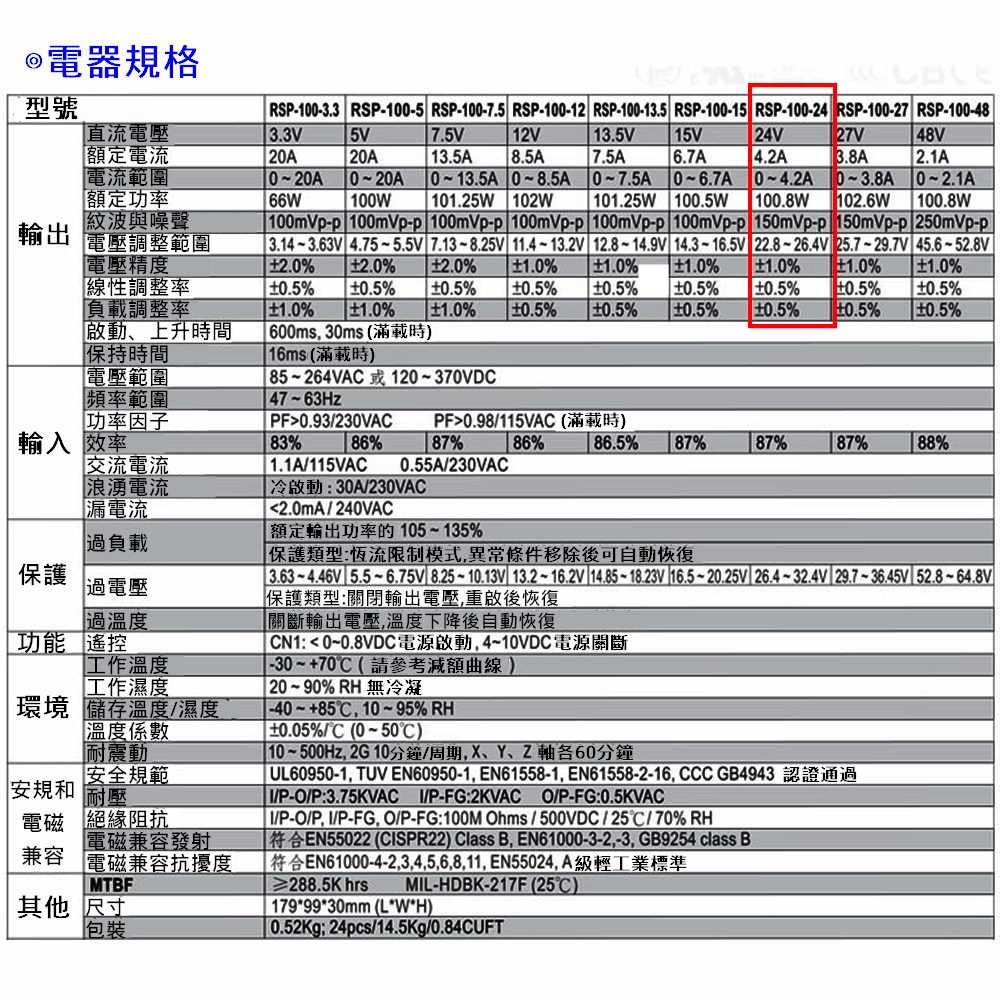 ◎電器規格
型號 RSP-100-3.3 RSP-100-5 RSP-100-7.5 RSP-100-12 RSP-100-13.5 RSP-100-15 RSP-100-24 RSP-100-27 RSP-100-48
輸出
直流電壓 3.3V 5V 7.5V 12V 13.5V 15V 24V 27V 48V
額定電流 20A 20A 13.5A 8.5A 7.5A 6.7A 4.2A 3.8A 2.1A
電流範圍 0~20A 0~20A 0~13.5A 0~8.5A 0~7.5A 0~6.7A 0~4.2A 0~3.8A 0~2.1A
額定功率 66W 100W 101.25W 102W 101.25W 100.5W 100.8W 102.6W 100.8W
紋波與噪聲 100mVp-p 100mVp-p 100mVp-p 100mVp-p 100mVp-p 100mVp-p 150mVp-p 150mVp-p 250mVp-p
電壓調整範圍 3.14~3.63V 4.75~5.5V 7.13~8.25V 11.4~13.2V 12.8~14.9V 14.3~16.5V 22.8~26.4V 25.7~29.7V 45.6~52.8V
電壓精度 ±2.0% ±2.0% ±2.0% ±1.0% ±1.0% ±1.0% ±1.0% ±1.0% ±1.0%
線性調整率 ±0.5% ±0.5% ±0.5% ±0.5% ±0.5% ±0.5% ±0.5% ±0.5% ±0.5%
負載調整率 ±1.0% ±1.0% ±1.0% ±0.5% ±0.5% ±0.5% ±0.5% ±0.5% ±0.5%
啟動、上升時間 600ms, 30ms (滿載時)
保持時間 16ms (滿載時)
輸入
電壓範圍 85~264VAC 或 120~370VDC
頻率範圍 47~63Hz
功率因子 PF>0.93/230VAC PF>0.98/115VAC (滿載時)
效率 83% 86% 87% 86% 86.5% 87% 87% 87% 88%
交流電流 1.1A/115VAC 0.55A/230VAC
浪湧電流 冷啟動 : 30A/230VAC
漏電流 <2.0mA / 240VAC
保護
過負載 額定輸出功率的 105~135%
保護類型:恆流限制模式,異常條件移除後可自動恢復
過電壓 3.63~4.46V 5.5~6.75V 8.25~10.13V 13.2~16.2V 14.85~18.23V 16.5~20.25V 26.4~32.4V 29.7~36.45V 52.8~64.8V
保護類型:關閉輸出電壓,重啟後恢復
過溫度 關斷輸出電壓,溫度下降後自動恢復
功能 遙控 CN1: < 0~0.8VDC電源啟動, 4~10VDC電源關斷
環境
工作溫度 -30~+70℃ ( 請參考減額曲線 )
工作濕度 20~90% RH 無冷凝
儲存溫度/濕度 -40~+85℃, 10~95% RH
溫度係數 ±0.05%/℃ (0~50℃)
耐震動 10~500Hz, 2G 10分鐘/周期, X、Y、Z 軸各60分鐘
安規和
電磁
兼容
安全規範 UL60950-1, TUV EN60950-1, EN61558-1, EN61558-2-16, CCC GB4943 認證通過
耐壓 I/P-O/P:3.75KVAC I/P-FG:2KVAC O/P-FG:0.5KVAC
絕緣阻抗 I/P-O/P, I/P-FG, O/P-FG:100M Ohms / 500VDC / 25℃/ 70% RH
電磁兼容發射 符合EN55022 (CISPR22) Class B, EN61000-3-2,-3, GB9254 class B
電磁兼容抗擾度 符合EN61000-4-2,3,4,5,6,8,11, EN55024, A級輕工業標準
其他
MTBF ≥288.5K hrs MIL-HDBK-217F (25℃)
尺寸 179*99*30mm (L*W*H)
包裝 0.52Kg; 24pcs/14.5Kg/0.84CUFT